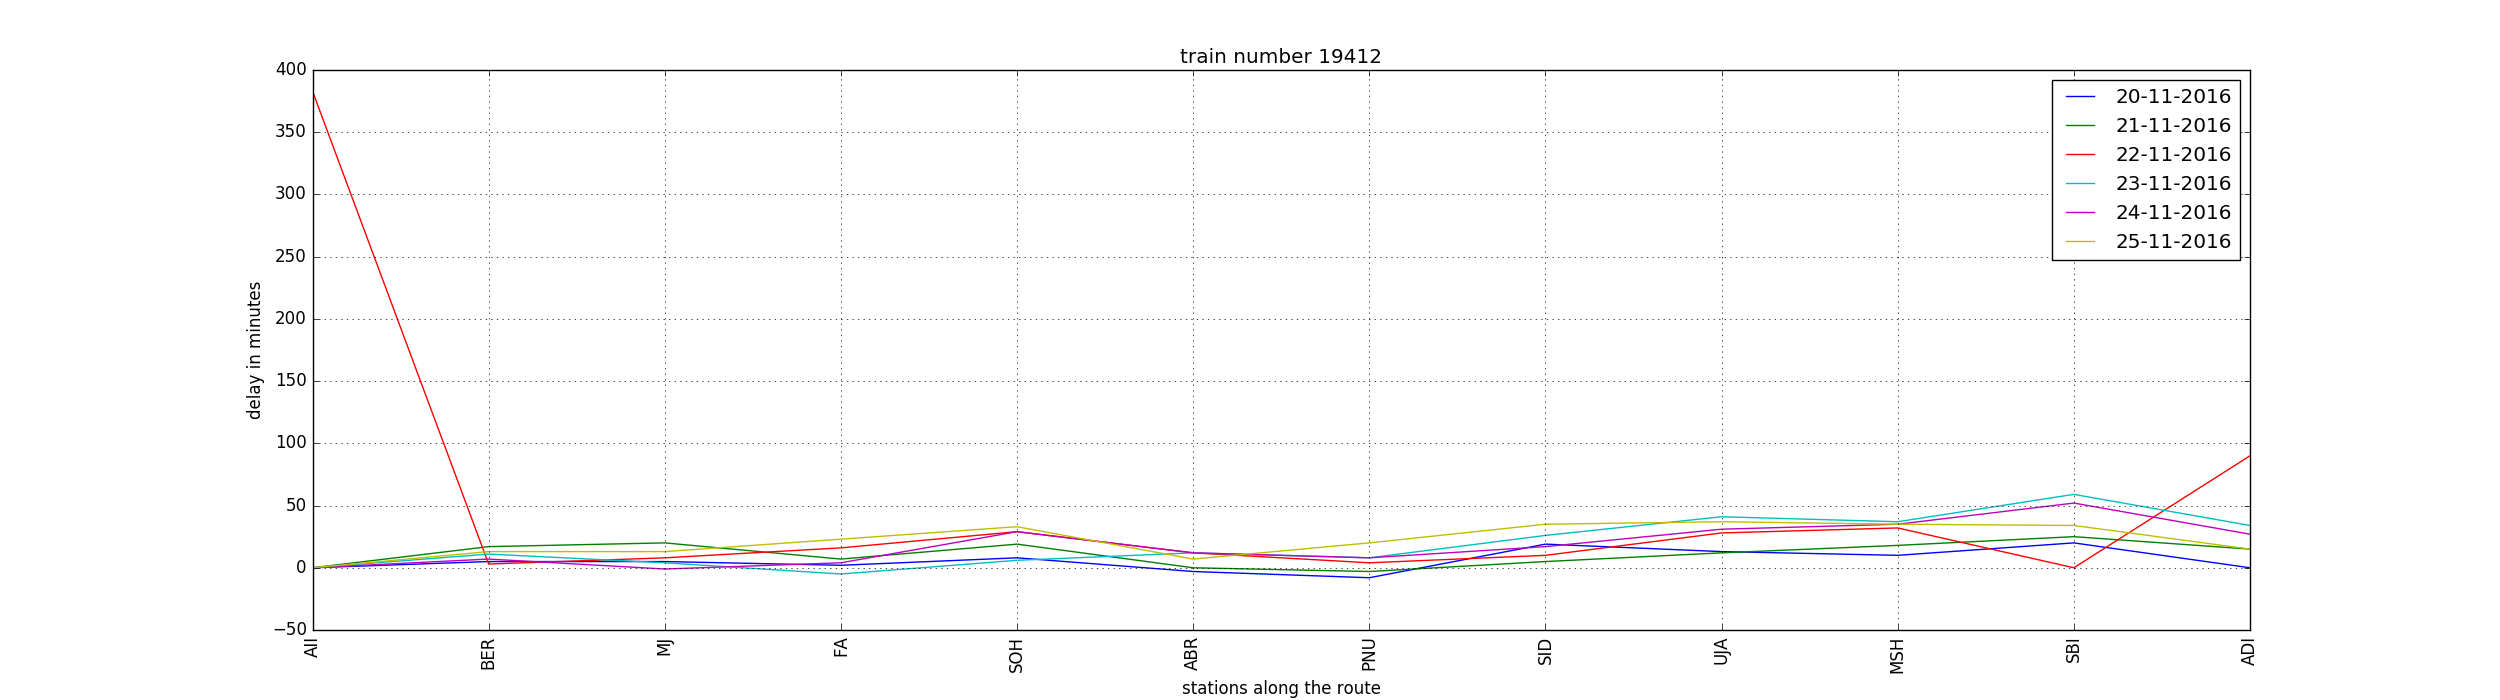 train number 19412
400
350
300
250
200
150
100
50
0
−50
delay in minutes
20-11-2016
21-11-2016
22-11-2016
23-11-2016
24-11-2016
25-11-2016
AII
BER
MJ
FA
SOH
ABR
PNU
SID
UJA
MSH
SBI
ADI
stations along the route